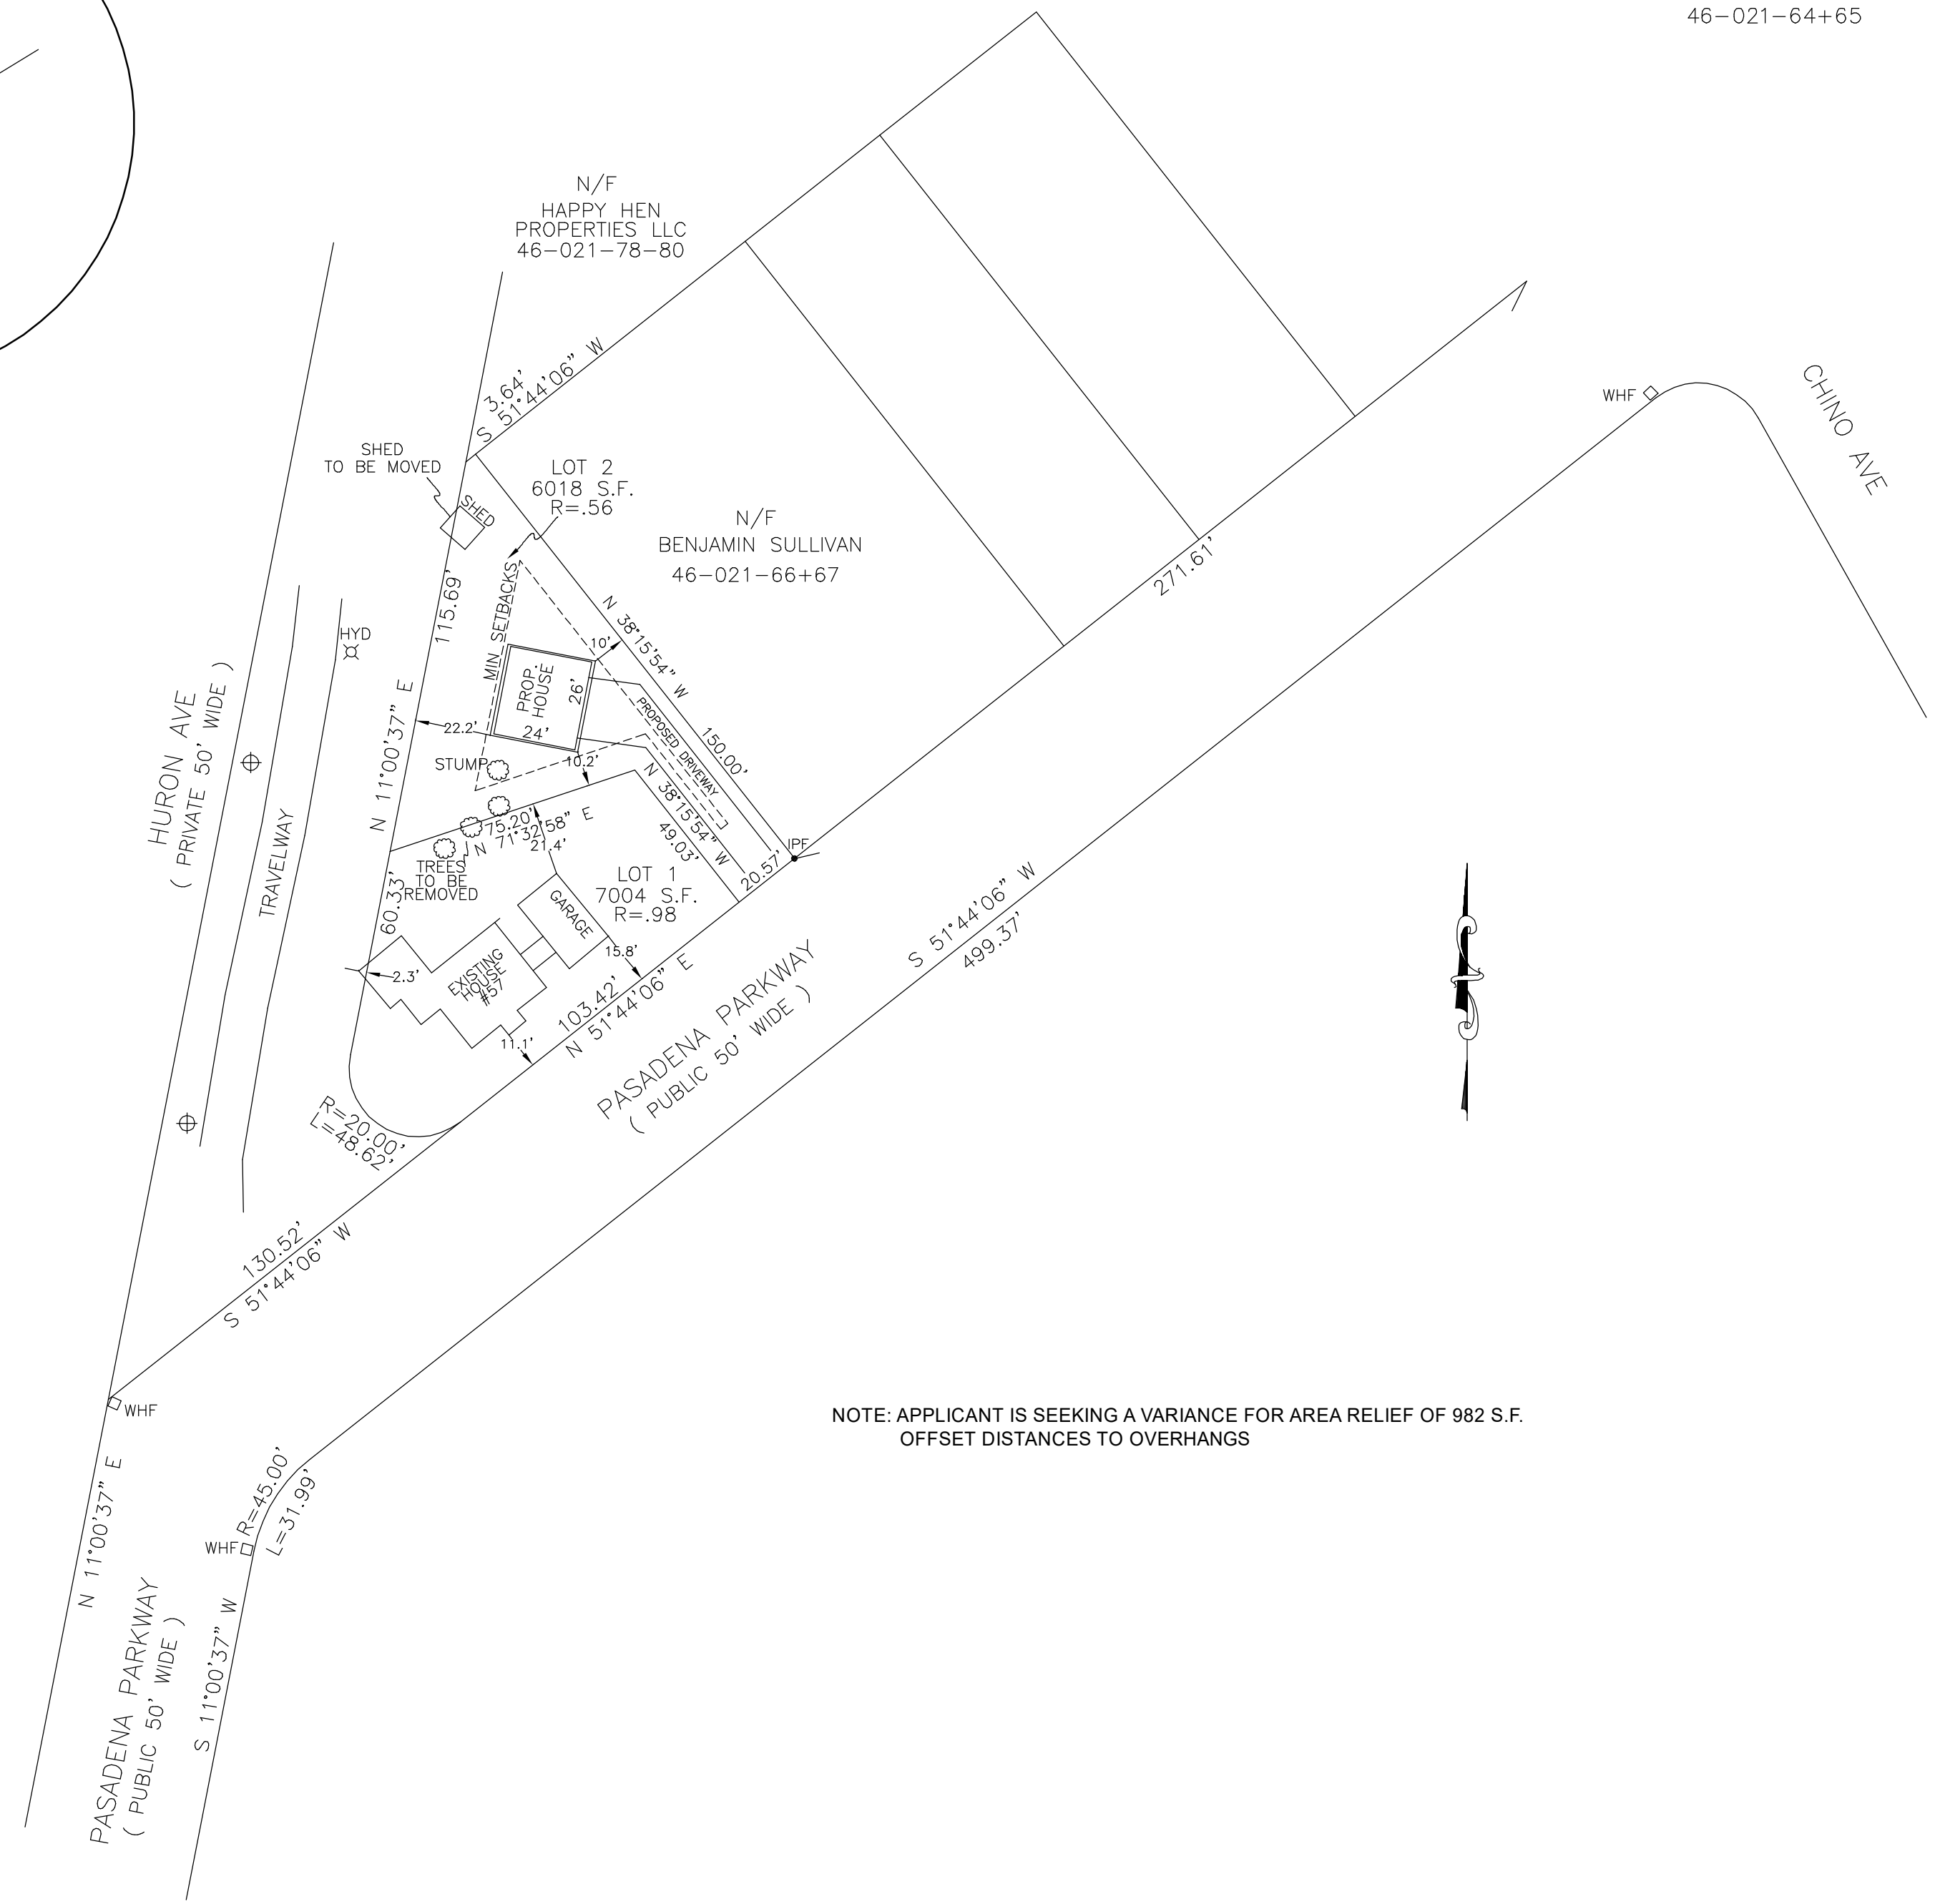 46-021-64+65
N/F
HAPPY HEN
PROPERTIES LLC
46-021-78-80
3.64'
S 51°44'06" W
SHED
TO BE MOVED
SHED
LOT 2
6018 S.F.
R=.56
N/F
BENJAMIN SULLIVAN
46-021-66+67
WHF
CHINO AVE
271.61'
115.69'
N 11°00'37" E
MIN SETBACKS
HYD
10'
N 38°15'54" W
150.00'
PROP.
HOUSE
26'
24'
22.2'
10.2'
PROPOSED DRIVEWAY
STUMP
HURON AVE
( PRIVATE 50' WIDE )
TRAVELWAY
75.20'
N 71°32'58" E
N 38°15'54" W
49.03'
21.4'
TREES
TO BE
REMOVED
60.33'
LOT 1
7004 S.F.
R=.98
GARAGE
20.57'
IPF
15.8'
2.3'
EXISTING
HOUSE
#57
11.1'
103.42'
N 51°44'06" E
PASADENA PARKWAY
( PUBLIC 50' WIDE )
S 51°44'06" W
499.37'
R=20.00'
L=48.62'
130.52'
S 51°44'06" W
WHF
NOTE: APPLICANT IS SEEKING A VARIANCE FOR AREA RELIEF OF 982 S.F.
OFFSET DISTANCES TO OVERHANGS
R=45.00'
L=31.99'
WHF
N 11°00'37" E
S 11°00'37" W
PASADENA PARKWAY
( PUBLIC 50' WIDE )